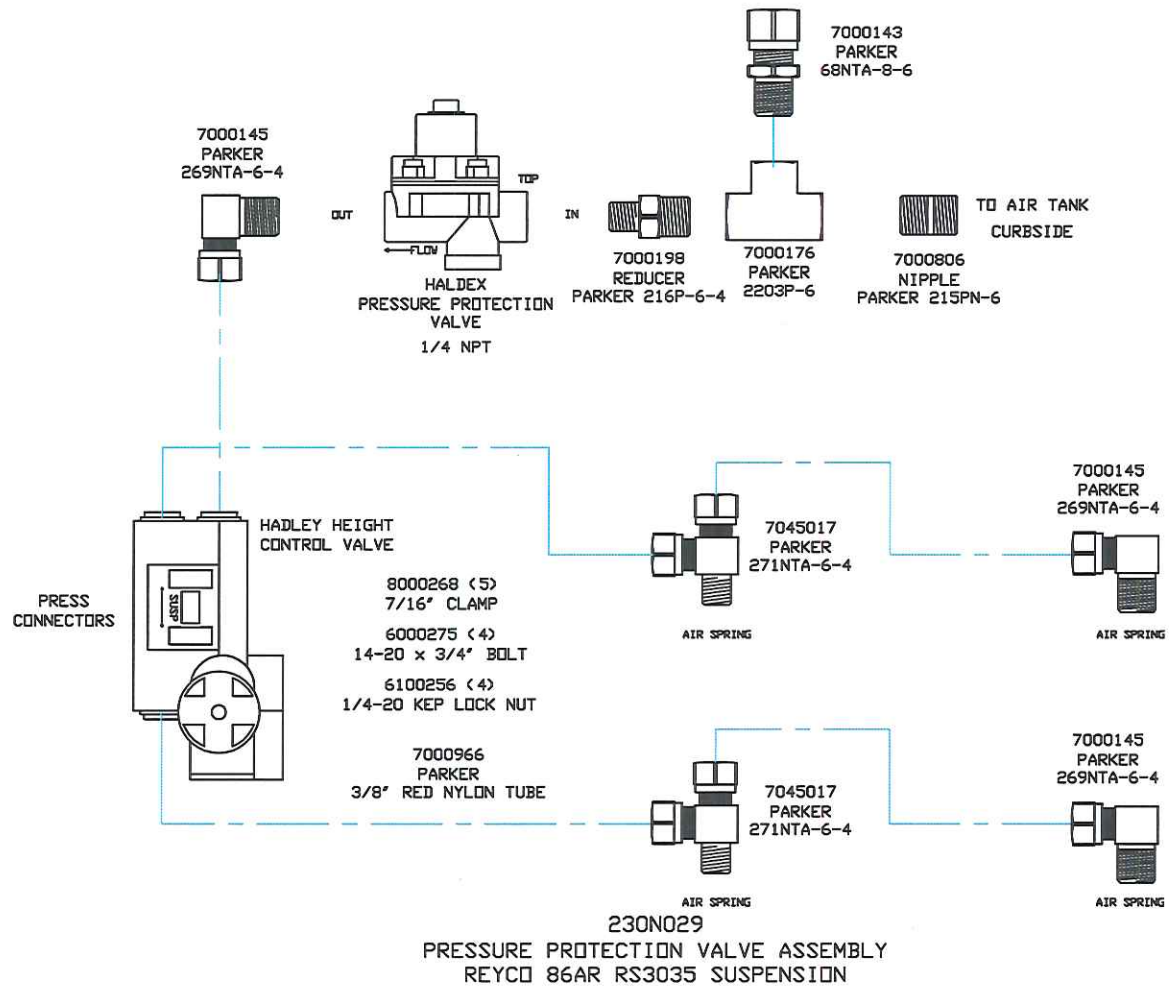 7000143
PARKER
68NTA-8-6
7000145
PARKER
269NTA-6-4
OUT
TOP
IN
FLOW
HALDEX
PRESSURE PROTECTION
VALVE
1/4 NPT
7000198
REDUCER
PARKER 216P-6-4
7000176
PARKER
2203P-6
TO AIR TANK
CURBSIDE
7000806
NIPPLE
PARKER 215PN-6
PRESS
CONNECTORS
SUSP
HADLEY HEIGHT
CONTROL VALVE
8000268 (5)
7/16" CLAMP
6000275 (4)
14-20 x 3/4" BOLT
6100256 (4)
1/4-20 KEP LOCK NUT
7000966
PARKER
3/8" RED NYLON TUBE
7045017
PARKER
271NTA-6-4
AIR SPRING
7000145
PARKER
269NTA-6-4
AIR SPRING
7045017
PARKER
271NTA-6-4
AIR SPRING
7000145
PARKER
269NTA-6-4
AIR SPRING
230N029
PRESSURE PROTECTION VALVE ASSEMBLY
REYCO 86AR RS3035 SUSPENSION